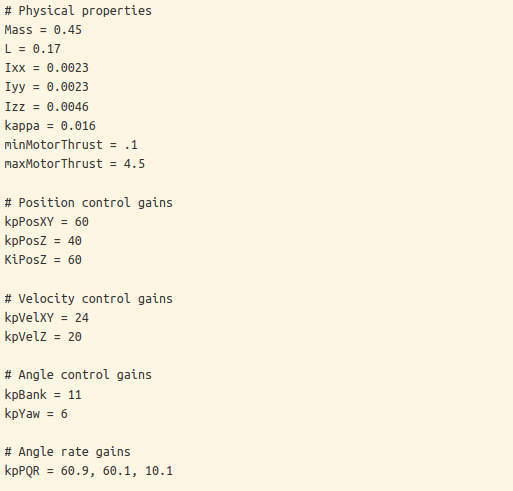 # Physical properties
Mass = 0.45
L = 0.17
Ixx = 0.0023
Iyy = 0.0023
Izz = 0.0046
kappa = 0.016
minMotorThrust = .1
maxMotorThrust = 4.5
# Position control gains
kpPosXY = 60
kpPosZ = 40
KiPosZ = 60
# Velocity control gains
kpVelXY = 24
kpVelZ = 20
# Angle control gains
kpBank = 11
kpYaw = 6
# Angle rate gains
kpPQR = 60.9, 60.1, 10.1